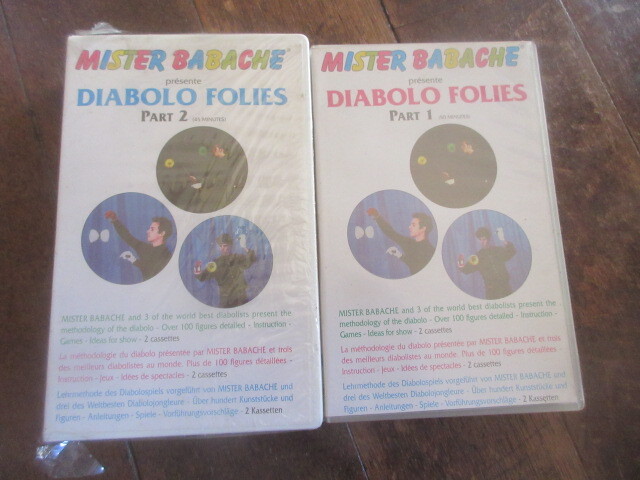 MISTER BABACHE
présente
DIABOLO FOLIES
PART 2 (45 MINUTES)
MISTER BABACHE and 3 of the world best diabolists present the
methodology of the diabolo - Over 100 figures detailed - Instruction -
Games - Ideas for show - 2 cassettes
La méthodologie du diabolo présentée par MISTER BABACHE et trois
des meilleurs diabolistes au monde. Plus de 100 figures détaillées -
Instruction - Jeux - Idées de spectacles - 2 cassettes
Lehrmethode des Diabolospiels vorgeführt von MISTER BABACHE und
drei des Weltbesten Diabolojongleure - Über hundert Kunststücke und
Figuren - Anleitungen - Spiele - Vorführungsvorschläge - 2 Kassetten
MISTER BABACHE
présente
DIABOLO FOLIES
PART 1
MISTER BABACHE and 3 of the world best diabolists present the
methodology of the diabolo - Over 100 figures detailed - Instruction -
Games - Ideas for show - 2 cassettes
La méthodologie du diabolo présentée par MISTER BABACHE et trois
des meilleurs diabolistes au monde. Plus de 100 figures détaillées -
Instruction - Jeux - Idées de spectacles - 2 cassettes
Lehrmethode des Diabolospiels vorgeführt von MISTER BABACHE und
drei des Weltbesten Diabolojongleure - Über hundert Kunststücke und
Figuren - Anleitungen - Spiele - Vorführungsvorschläge - 2 Kassetten